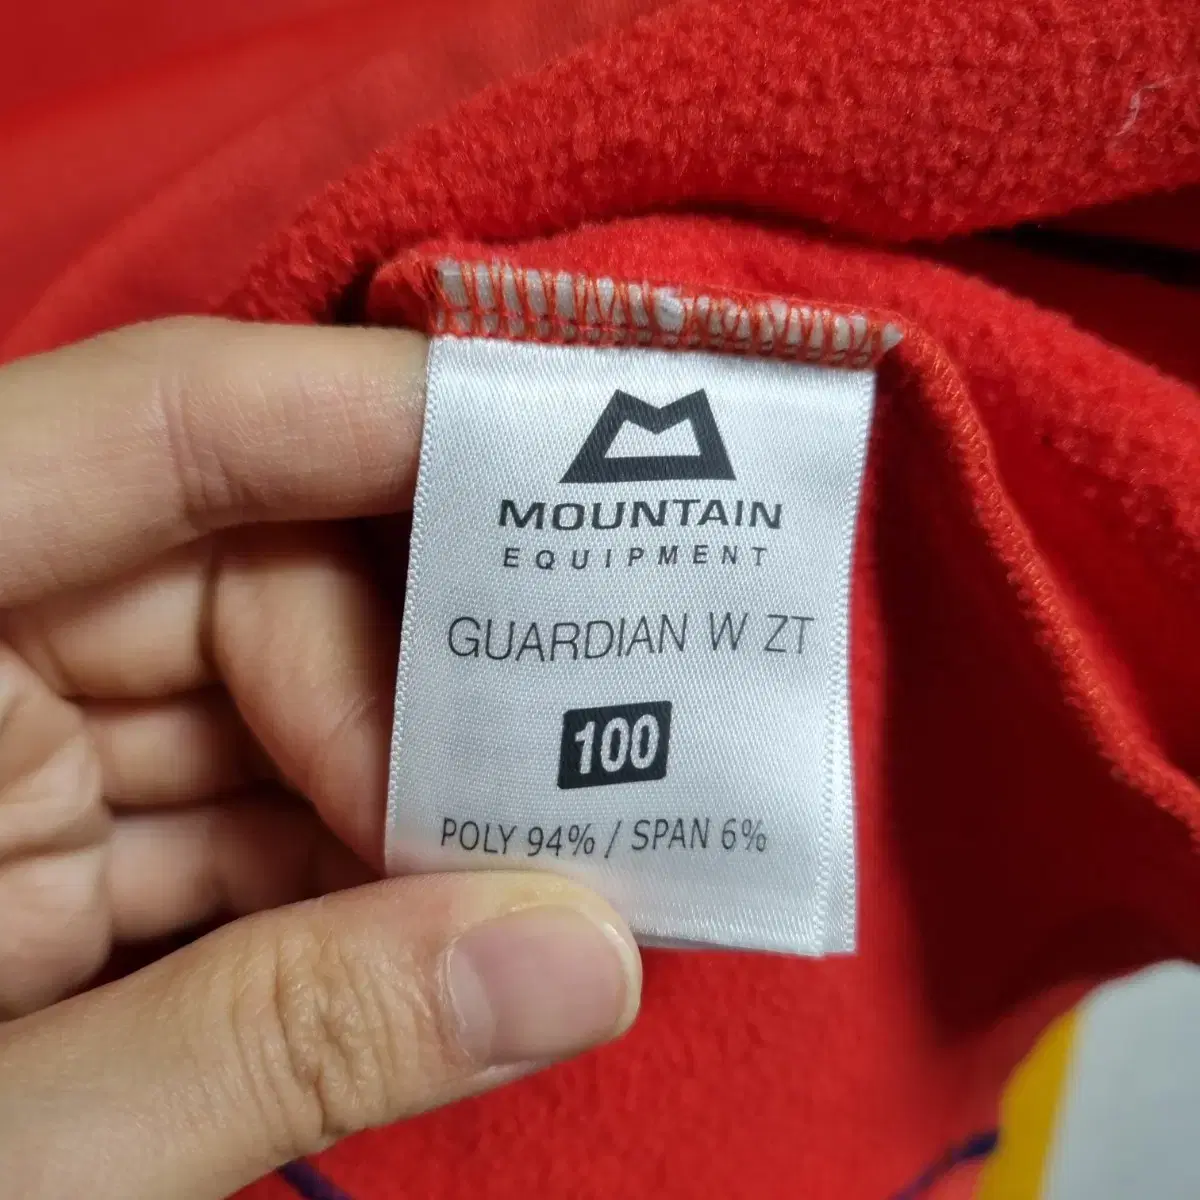 MOUNTAIN
EQUIPMENT
GUARDIAN W ZT
100
POLY 94% / SPAN 6%